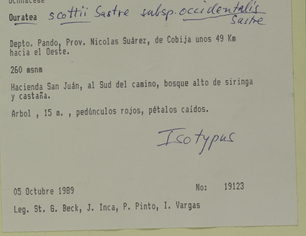 Ouratea scottii Sastre subsp. occidentalis
Sastre
Depto. Pando, Prov. Nicolas Suárez, de Cobija unos 49 Km
hacia el Oeste.
260 msnm
Hacienda San Juán, al Sud del camino, bosque alto de siringa
y castaña.
Arbol , 15 m. , pedúnculos rojos, pétalos caídos.
Isotypus
05 Octubre 1989 No: 19123
Leg. St. G. Beck, J. Inca, P. Pinto, I. Vargas